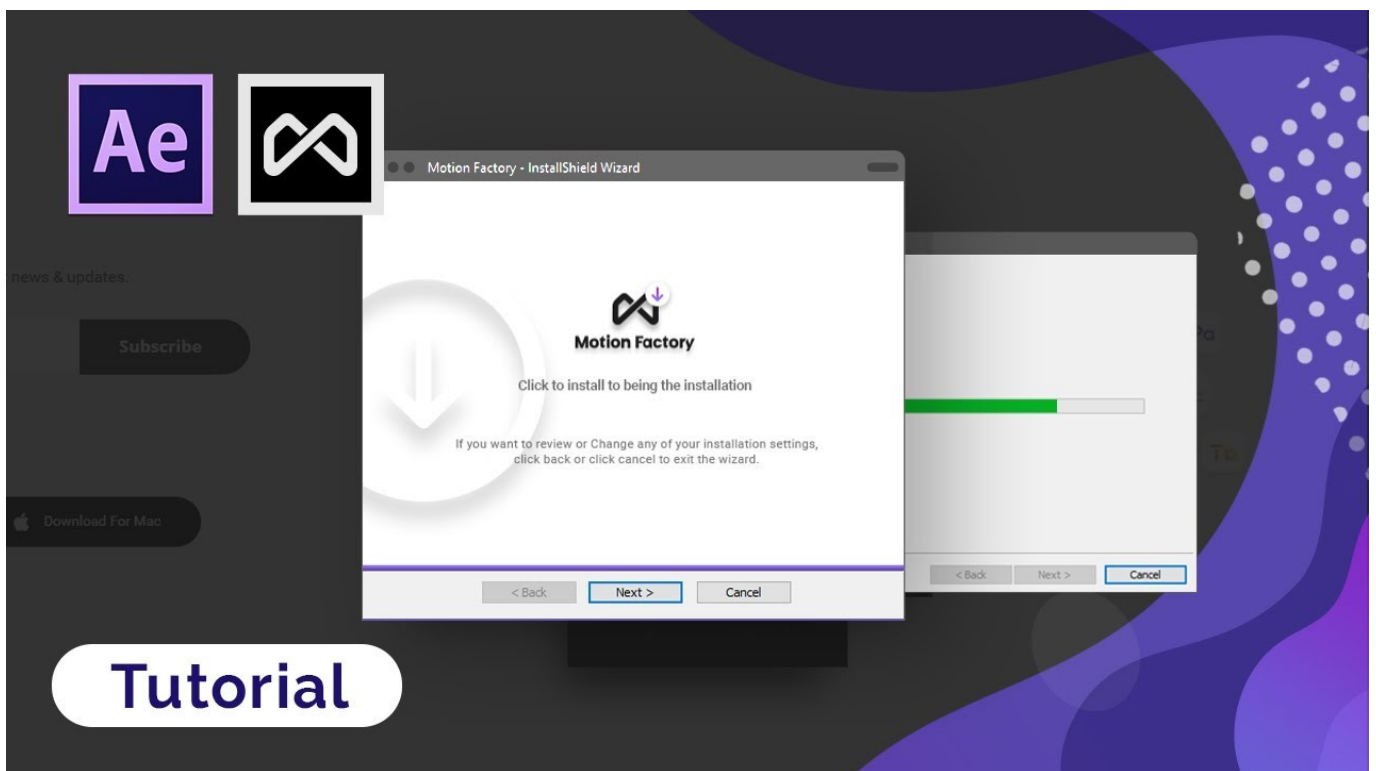 Ae
Motion Factory - InstallShield Wizard
news & updates.
Subscribe
Motion Factory
Click to install to being the installation
If you want to review or Change any of your installation settings,
click back or click cancel to exit the wizard.
Download For Mac
< Back Next > Cancel
< Back Next > Cancel
Tutorial